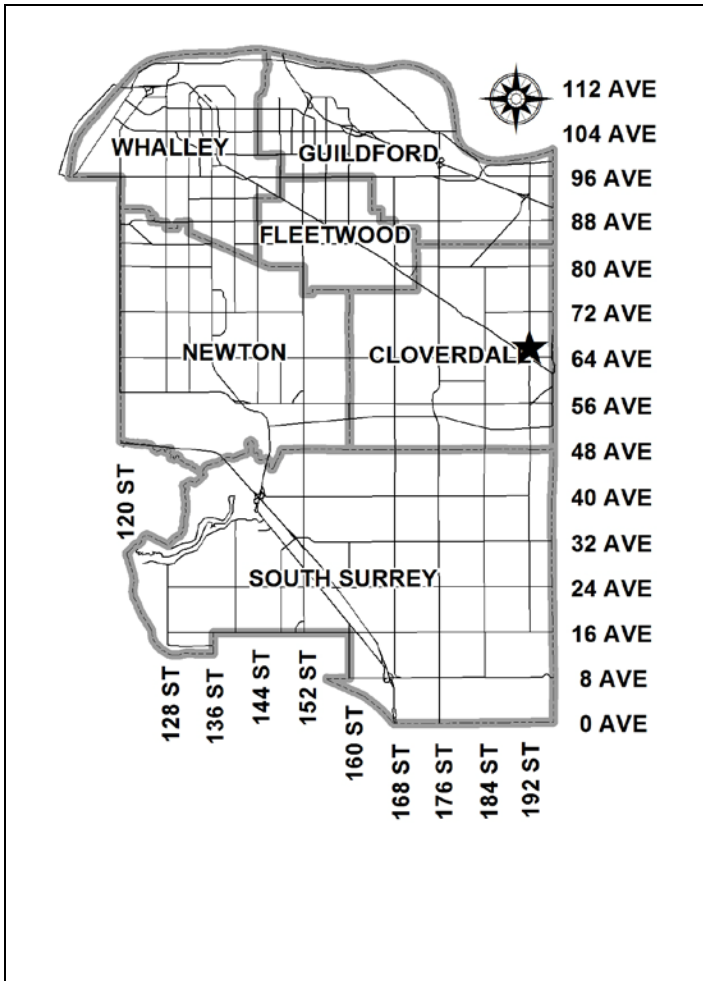 112 AVE
104 AVE
WHALLEY
GUILDFORD
96 AVE
88 AVE
FLEETWOOD
80 AVE
72 AVE
NEWTON
CLOVERDALE
64 AVE
56 AVE
48 AVE
120 ST
40 AVE
32 AVE
SOUTH SURREY
24 AVE
16 AVE
128 ST
136 ST
144 ST
152 ST
160 ST
8 AVE
0 AVE
168 ST
176 ST
184 ST
192 ST